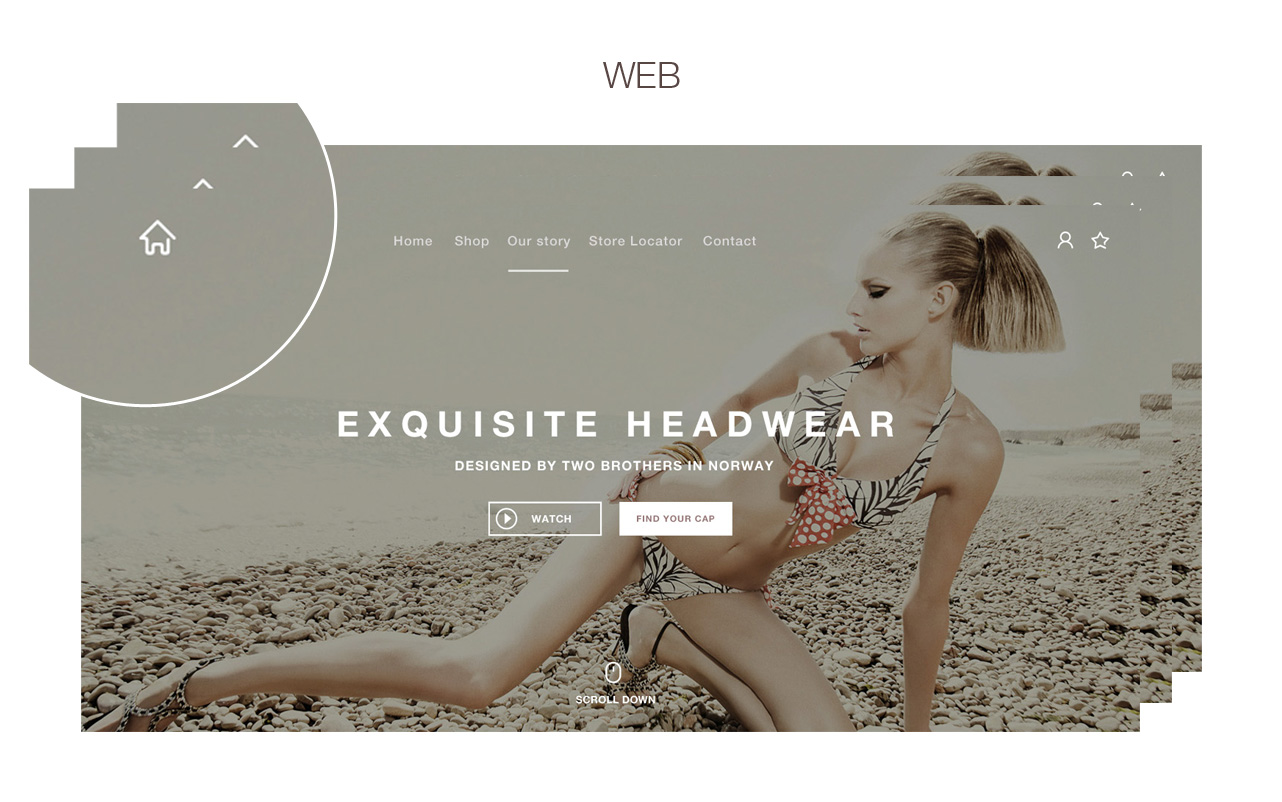 WEB
Home Shop Our story Store Locator Contact
EXQUISITE HEADWEAR
DESIGNED BY TWO BROTHERS IN NORWAY
WATCH FIND YOUR CAP
SCROLL DOWN